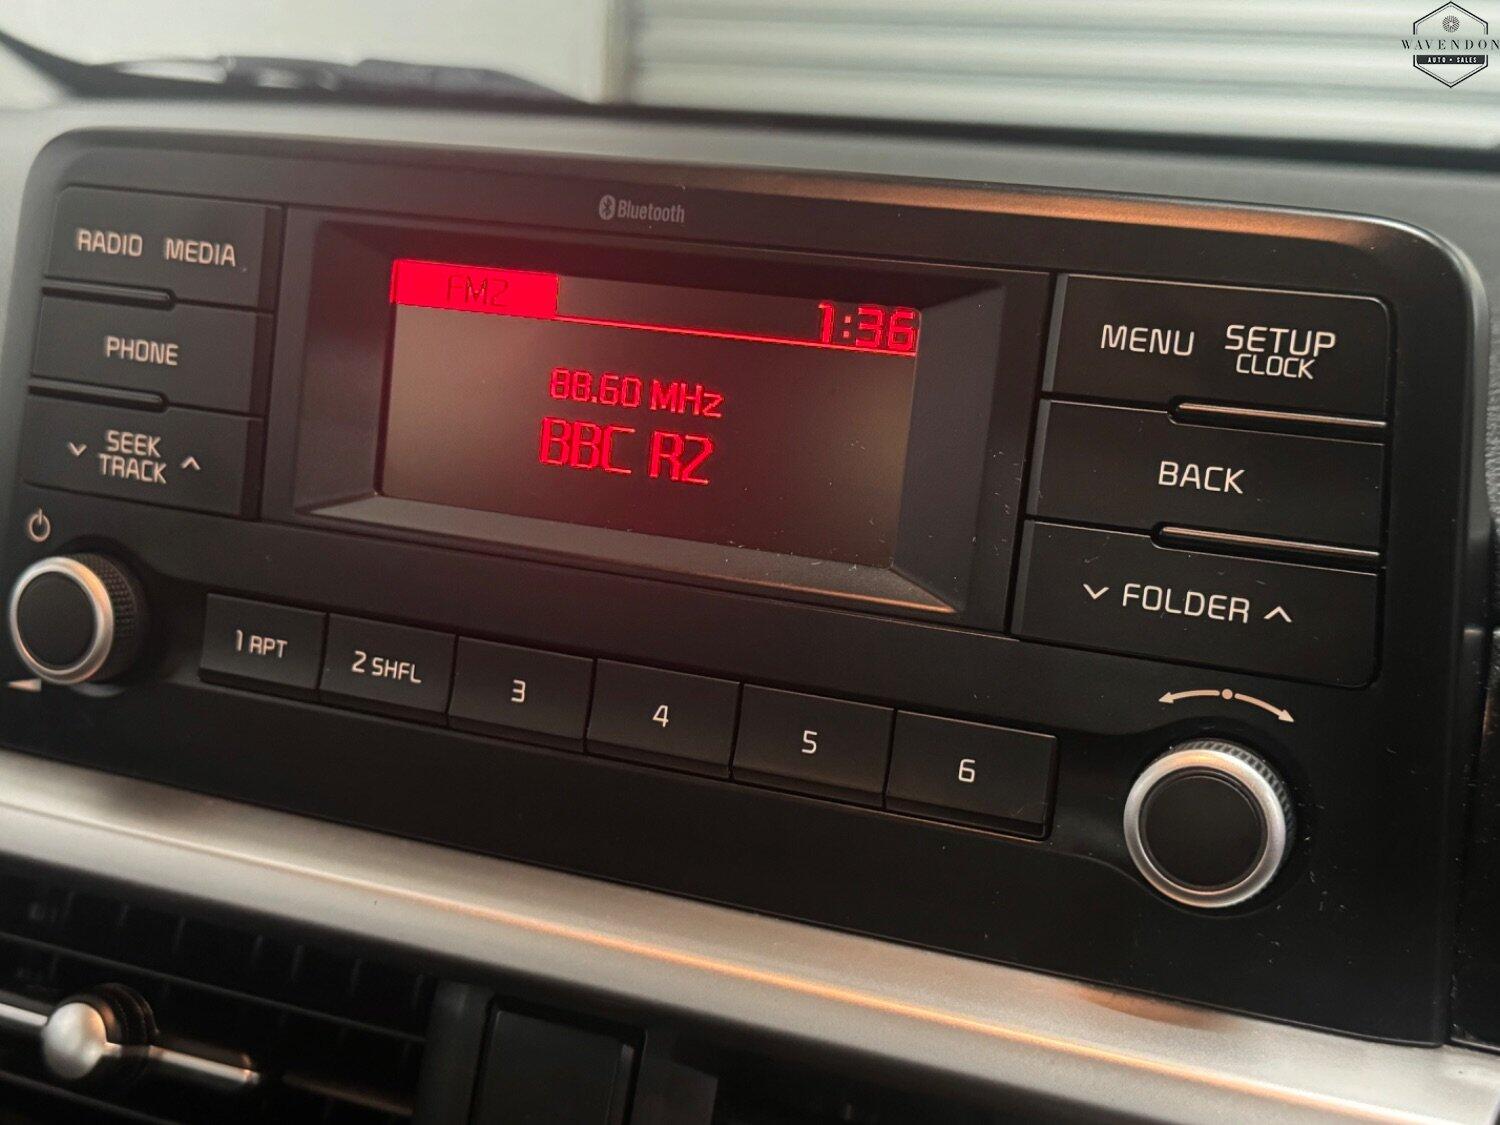 WAVENDON
AUTO • SALES
Bluetooth
RADIO MEDIA
PHONE
SEEK
TRACK
FM2
1:36
88.60 MHz
BBC R2
MENU SETUP
CLOCK
BACK
FOLDER
1 RPT
2 SHFL
3
4
5
6